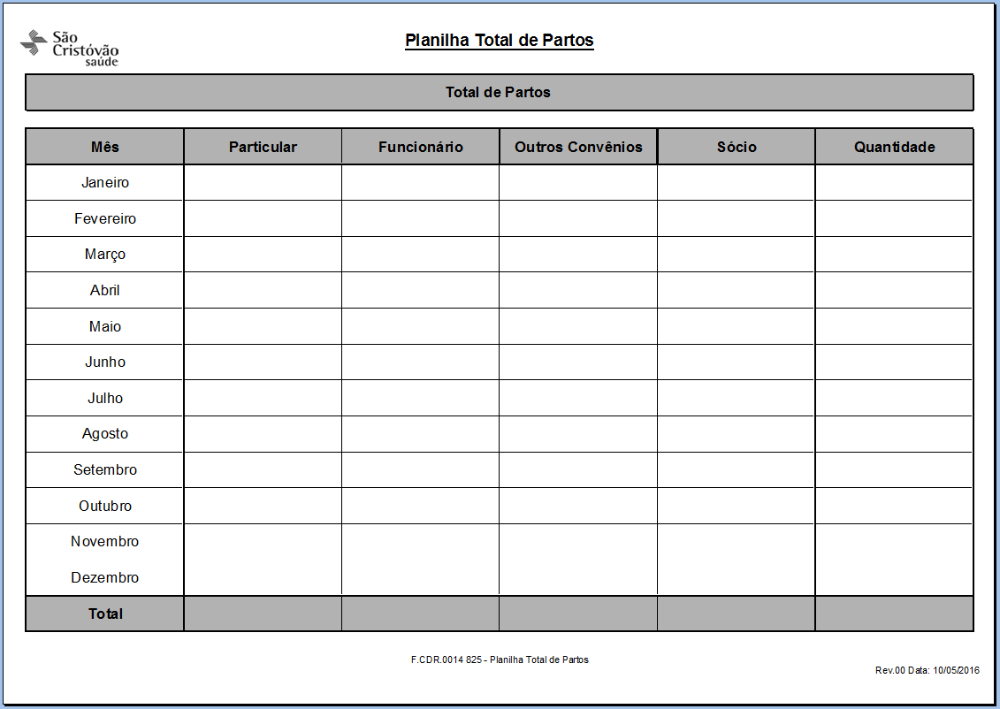 São
Cristóvão
saúde
Planilha Total de Partos
Total de Partos
Mês Particular Funcionário Outros Convênios Sócio Quantidade
Janeiro
Fevereiro
Março
Abril
Maio
Junho
Julho
Agosto
Setembro
Outubro
Novembro
Dezembro
Total
F.CDR.0014 825 - Planilha Total de Partos
Rev.00 Data: 10/05/2016